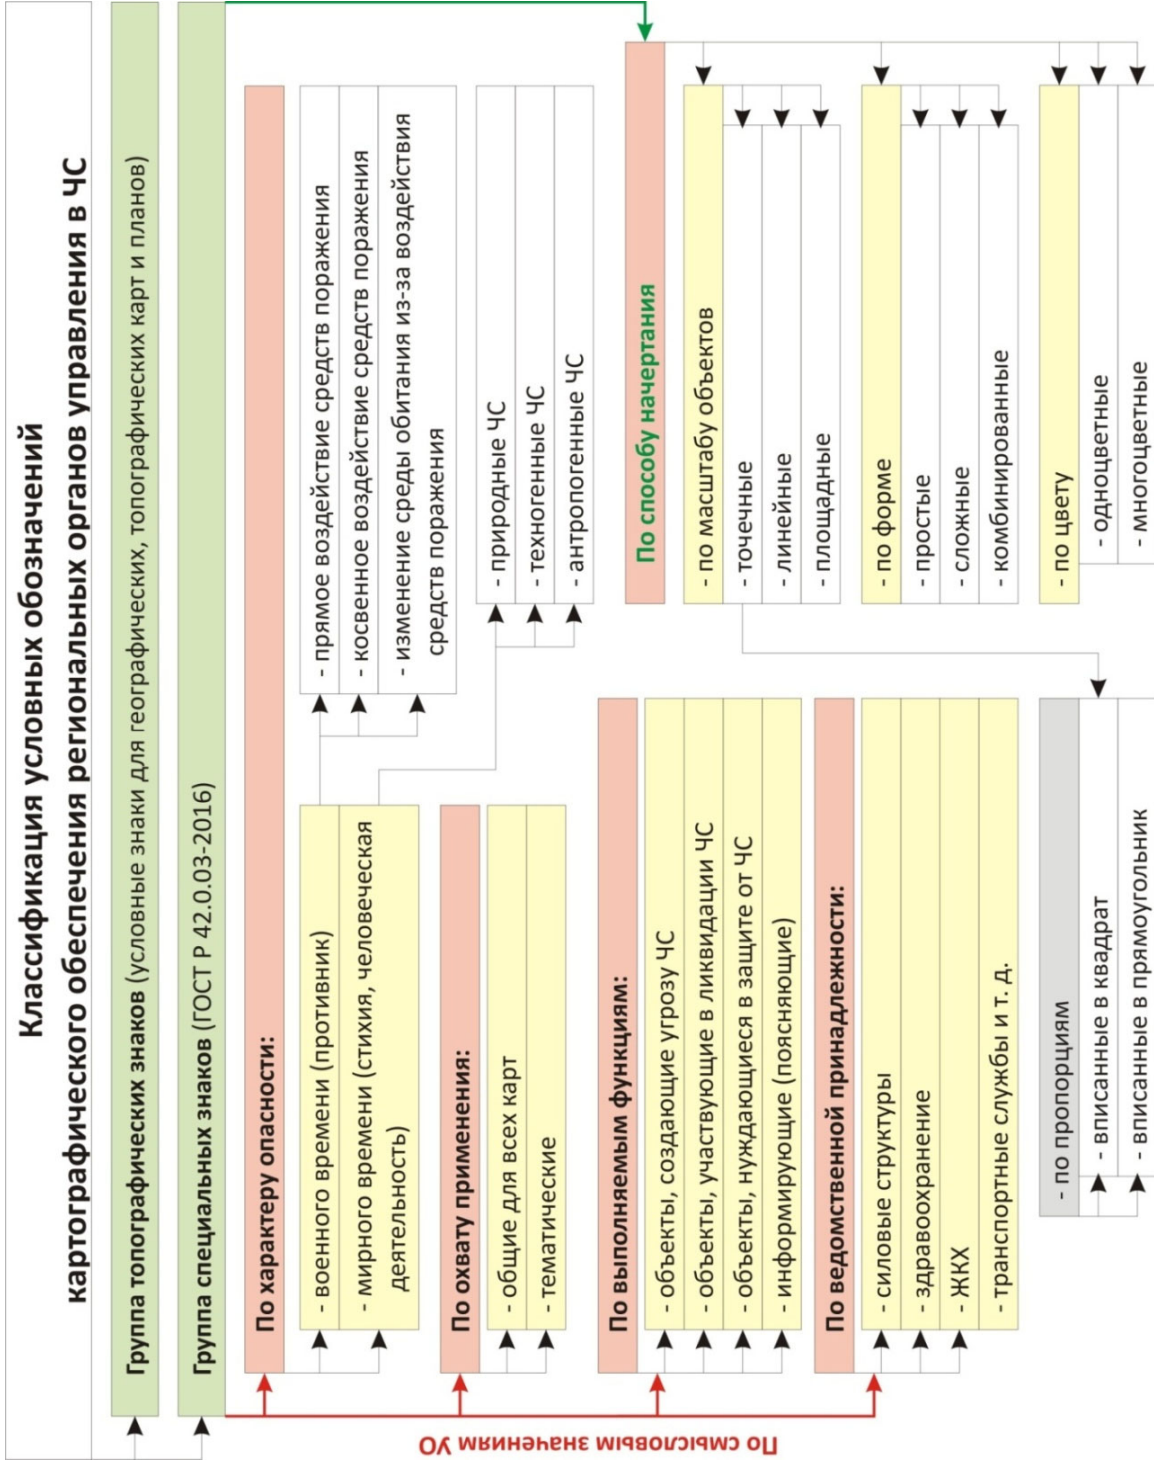 Классификация условных обозначений
картографического обеспечения региональных органов управления в ЧС
Группа топографических знаков (условные знаки для географических, топографических карт и планов)
Группа специальных знаков (ГОСТ Р 42.0.03-2016)
По смысловым значениям УО
По характеру опасности:
- военного времени (противник)
- мирного времени (стихия, человеческая
деятельность)
- прямое воздействие средств поражения
- косвенное воздействие средств поражения
- изменение среды обитания из-за воздействия
средств поражения
- природные ЧС
- техногенные ЧС
- антропогенные ЧС
По охвату применения:
- общие для всех карт
- тематические
По выполняемым функциям:
- объекты, создающие угрозу ЧС
- объекты, участвующие в ликвидации ЧС
- объекты, нуждающиеся в защите от ЧС
- информирующие (поясняющие)
По ведомственной принадлежности:
- силовые структуры
- здравоохранение
- ЖКХ
- транспортные службы и т. д.
По способу начертания
- по масштабу объектов
- точечные
- линейные
- площадные
- по форме
- простые
- сложные
- комбинированные
- по цвету
- одноцветные
- многоцветные
- по пропорциям
- вписанные в квадрат
- вписанные в прямоугольник